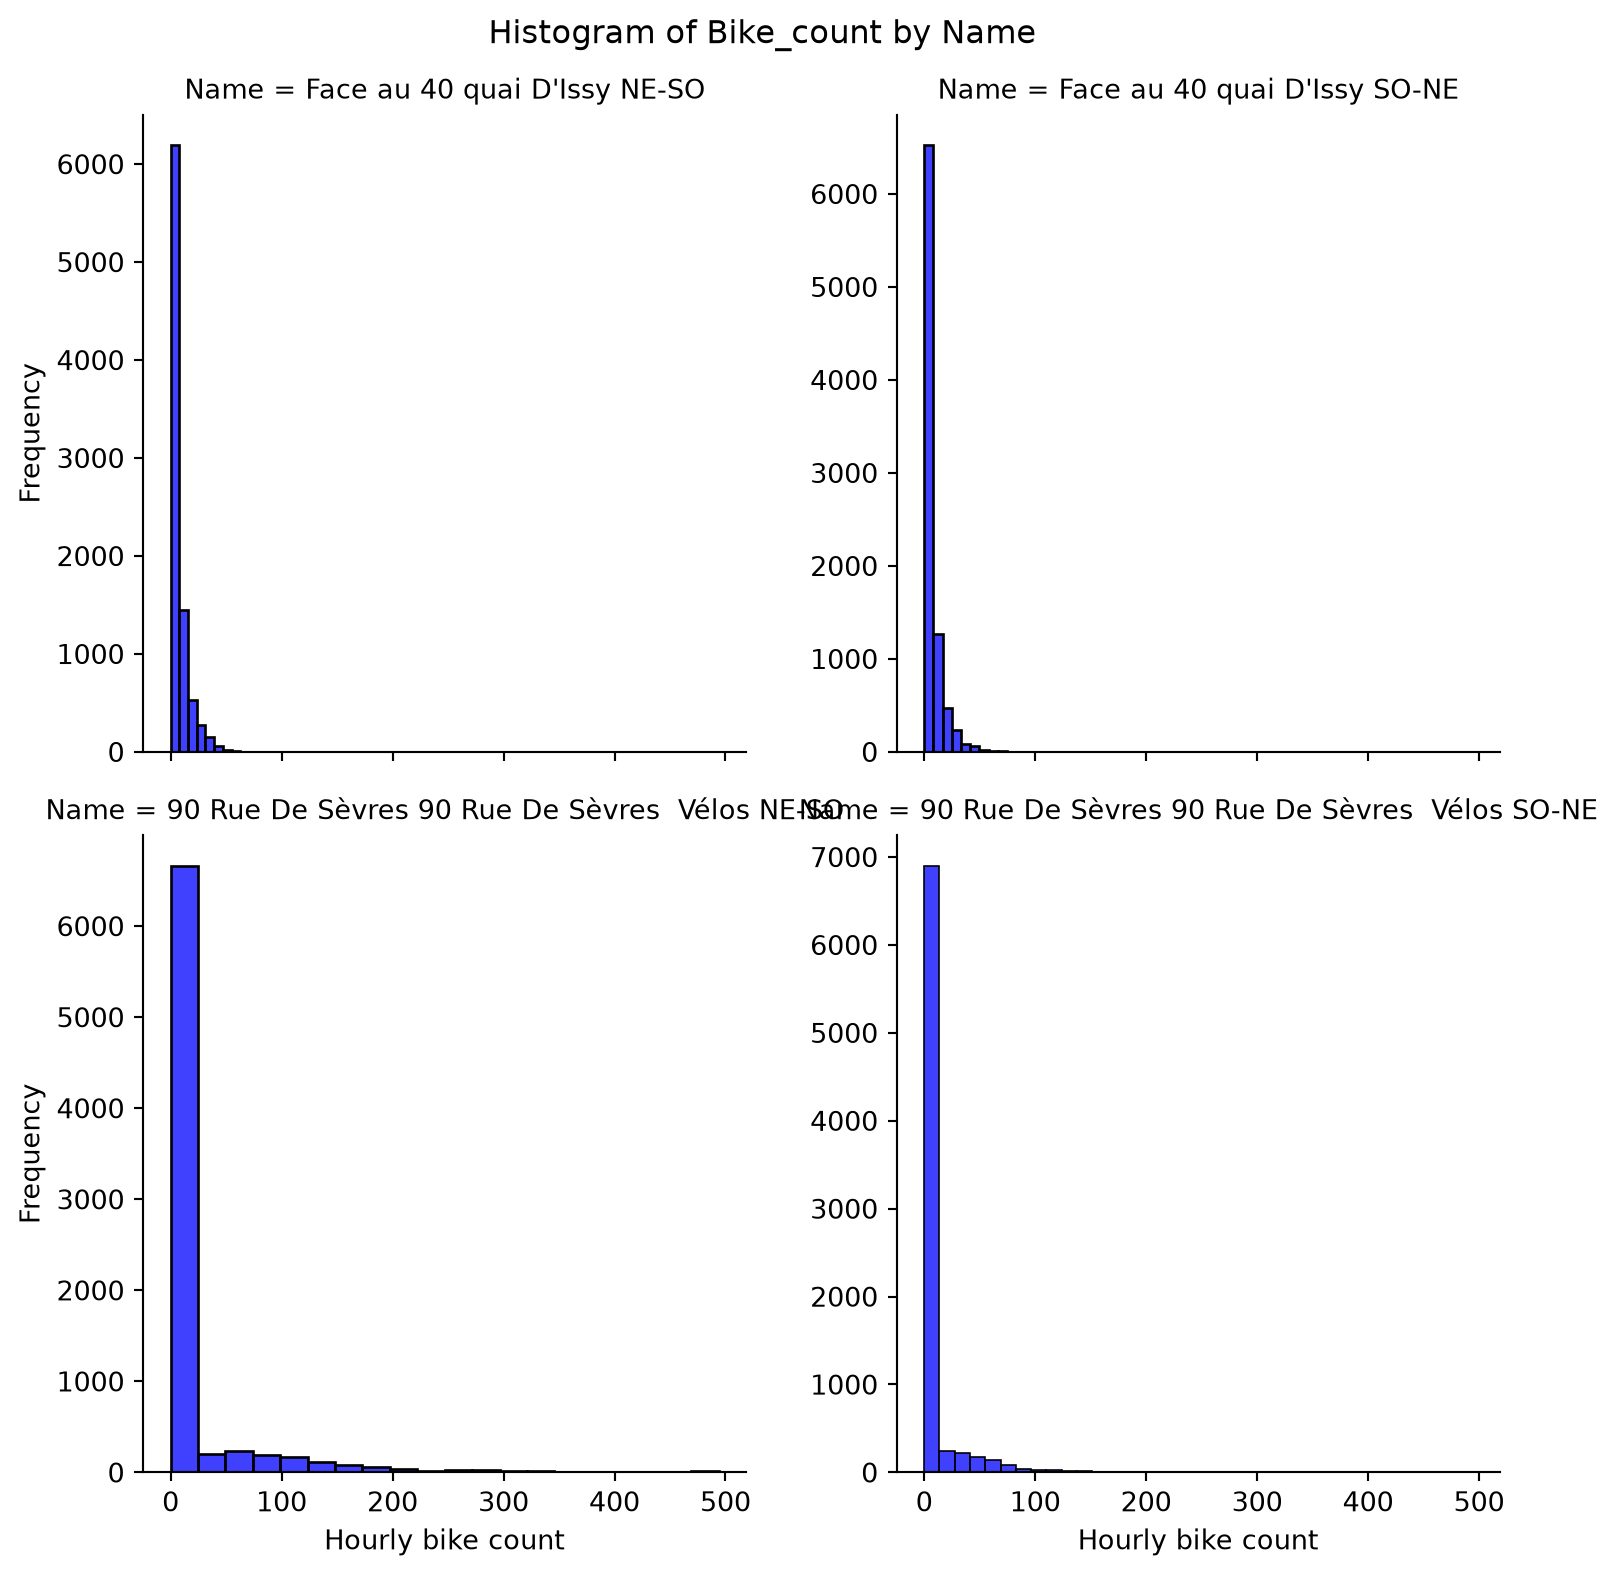 Histogram of Bike_count by Name
Name = Face au 40 quai D'Issy NE-SO
6000
5000
4000
3000
2000
1000
0
Frequency
Name = Face au 40 quai D'Issy SO-NE
6000
5000
4000
3000
2000
1000
0
Name = 90 Rue De Sèvres 90 Rue De Sèvres  Vélos NE-SO
6000
5000
4000
3000
2000
1000
0
Frequency
0 100 200 300 400 500
Hourly bike count
Name = 90 Rue De Sèvres 90 Rue De Sèvres  Vélos SO-NE
7000
6000
5000
4000
3000
2000
1000
0
0 100 200 300 400 500
Hourly bike count